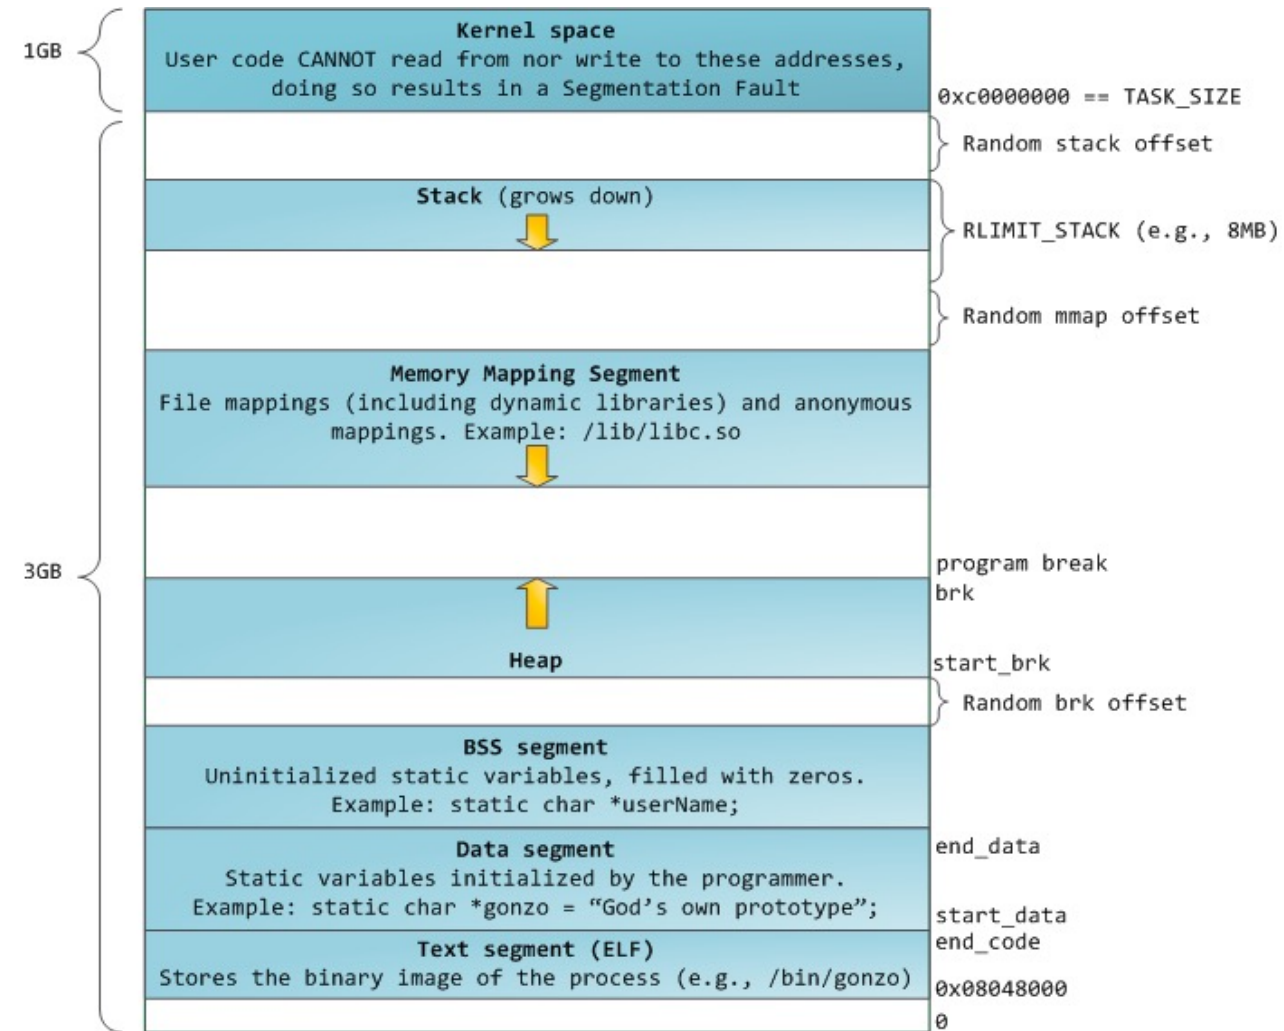 Kernel space
1GB
User code CANNOT read from nor write to these addresses,
doing so results in a Segmentation Fault
0xc0000000 == TASK_SIZE
Random stack offset
Stack (grows down)
RLIMIT_STACK (e.g., 8MB)
Random mmap offset
Memory Mapping Segment
File mappings (including dynamic libraries) and anonymous
mappings. Example: /lib/libc.so
3GB
program break
brk
Heap
start_brk
Random brk offset
BSS segment
Uninitialized static variables, filled with zeros.
Example: static char *userName;
Data segment
end_data
Static variables initialized by the programmer.
Example: static char *gonzo = “God’s own prototype”;
start_data
end_code
Text segment (ELF)
Stores the binary image of the process (e.g., /bin/gonzo)
0x08048000
0